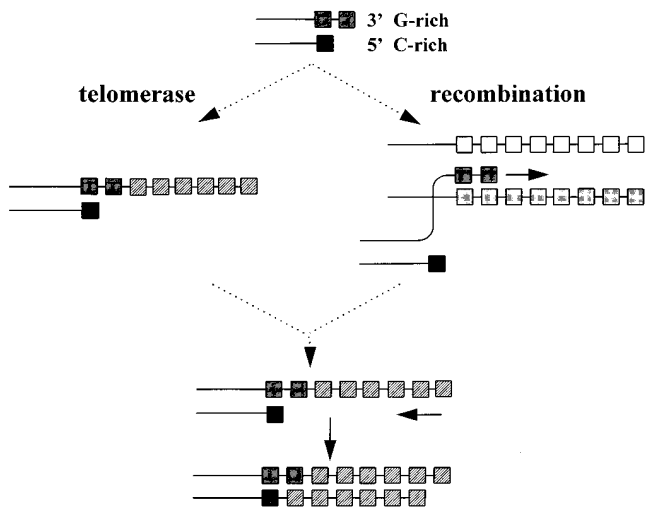 3’ G-rich
5’ C-rich
telomerase
recombination